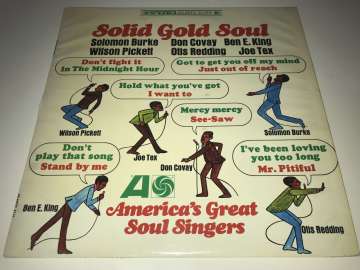 Solid Gold Soul
Solomon Burke Don Covay Ben E. King
Wilson Pickett Otis Redding Joe Tex
Don't fight it
In The Midnight Hour
Got to get you off my mind
Just out of reach
Hold what you've got
I want to
Wilson Pickett
Mercy mercy
See-Saw
Solomon Burke
Joe Tex
Don't
play that song
Stand by me
Don Covay
I've been loving
you too long
Mr. Pitiful
Ben E. King
America's Great
Soul Singers
Otis Redding